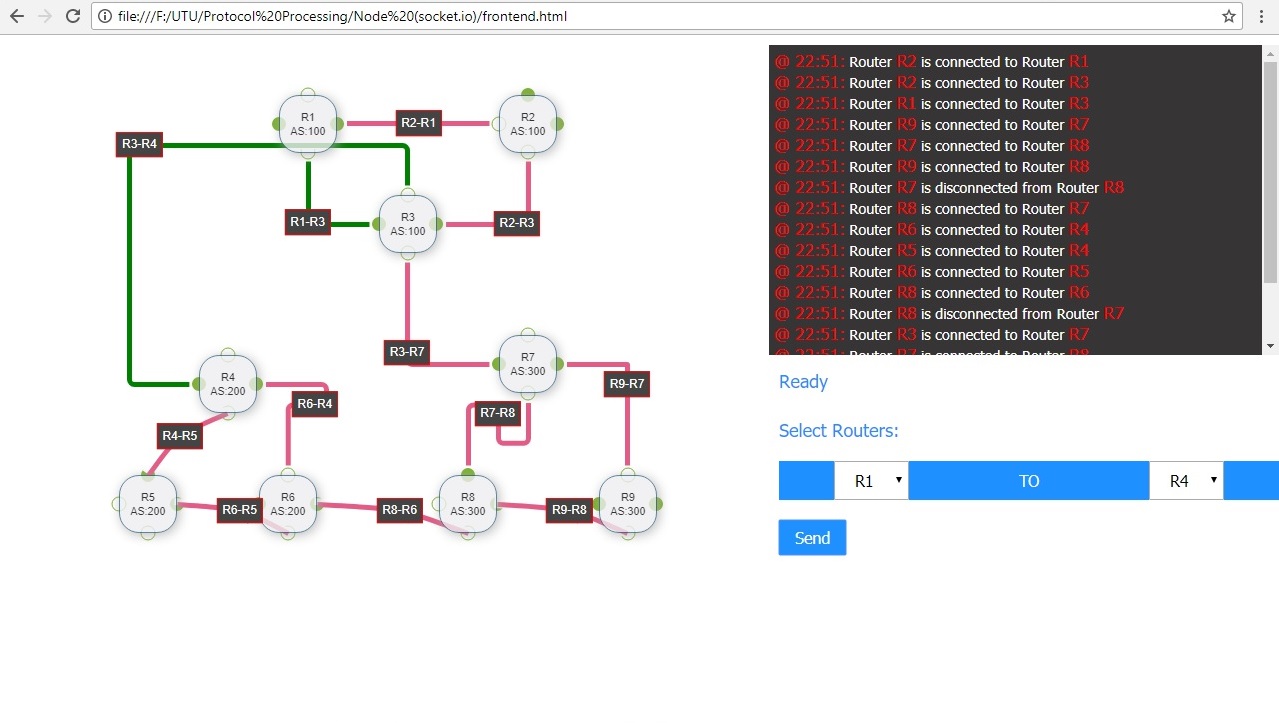 file:///F:/UTU/Protocol%20Processing/Node%20(socket.io)/frontend.html
R1
AS:100
R2-R1
R2
AS:100
R3-R4
R1-R3
R3
AS:100
R2-R3
R3-R7
R7
AS:300
R9-R7
R4
AS:200
R6-R4
R7-R8
R4-R5
R5
AS:200
R6-R5
R6
AS:200
R8-R6
R8
AS:300
R9-R8
R9
AS:300
@ 22:51: Router R2 is connected to Router R1
@ 22:51: Router R2 is connected to Router R3
@ 22:51: Router R1 is connected to Router R3
@ 22:51: Router R9 is connected to Router R7
@ 22:51: Router R7 is connected to Router R8
@ 22:51: Router R9 is connected to Router R8
@ 22:51: Router R7 is disconnected from Router R8
@ 22:51: Router R8 is connected to Router R7
@ 22:51: Router R6 is connected to Router R4
@ 22:51: Router R5 is connected to Router R4
@ 22:51: Router R6 is connected to Router R5
@ 22:51: Router R8 is connected to Router R6
@ 22:51: Router R8 is disconnected from Router R7
@ 22:51: Router R3 is connected to Router R7
@ 22:51: Router R7 is connected to Router R8
Ready
Select Routers:
R1 TO R4
Send